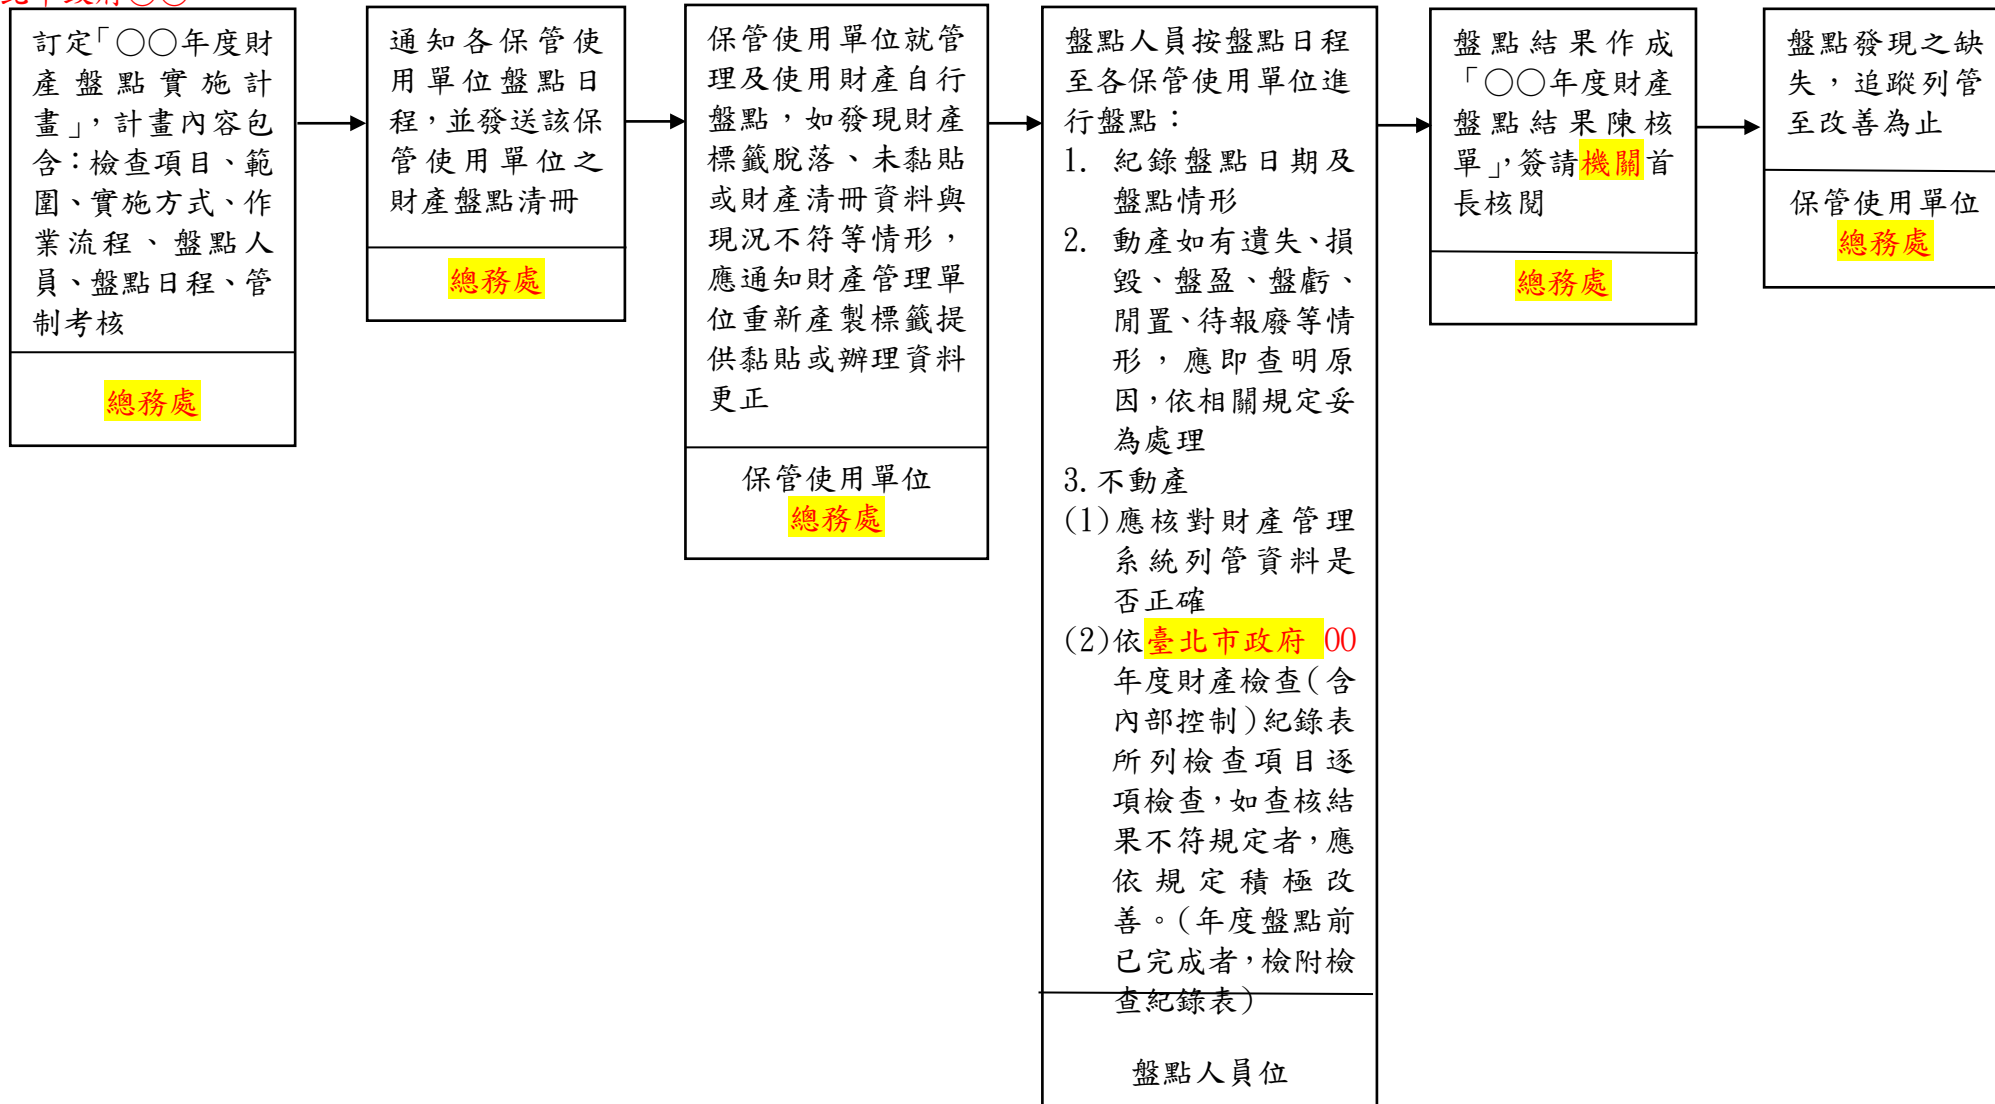 訂定「○○年度財
產盤點實施計
畫」，計畫內容包
含：檢查項目、範
圍、實施方式、作
業流程、盤點人
員、盤點日程、管
制考核
總務處
通知各保管使
用單位盤點日
程，並發送該保
管使用單位之
財產盤點清冊
總務處
保管使用單位就管
理及使用財產自行
盤點，如發現財產
標籤脫落、未黏貼
或財產清冊資料與
現況不符等情形，
應通知財產管理單
位重新產製標籤提
供黏貼或辦理資料
更正
保管使用單位
總務處
盤點人員按盤點日程
至各保管使用單位進
行盤點：
1. 紀錄盤點日期及
盤點情形
2. 動產如有遺失、損
毀、盤盈、盤虧、
閒置、待報廢等情
形，應即查明原
因，依相關規定妥
為處理
3.不動產
(1)應核對財產管理
系統列管資料是
否正確
(2)依臺北市政府 00
年度財產檢查(含
內部控制)紀錄表
所列檢查項目逐
項檢查，如查核結
果不符規定者，應
依規定積極改
善。(年度盤點前
已完成者，檢附檢
查紀錄表)
盤點人員位
盤點結果作成
「○○年度財產
盤點結果陳核
單」，簽請機關首
長核閱
總務處
盤點發現之缺
失，追蹤列管
至改善為止
保管使用單位
總務處